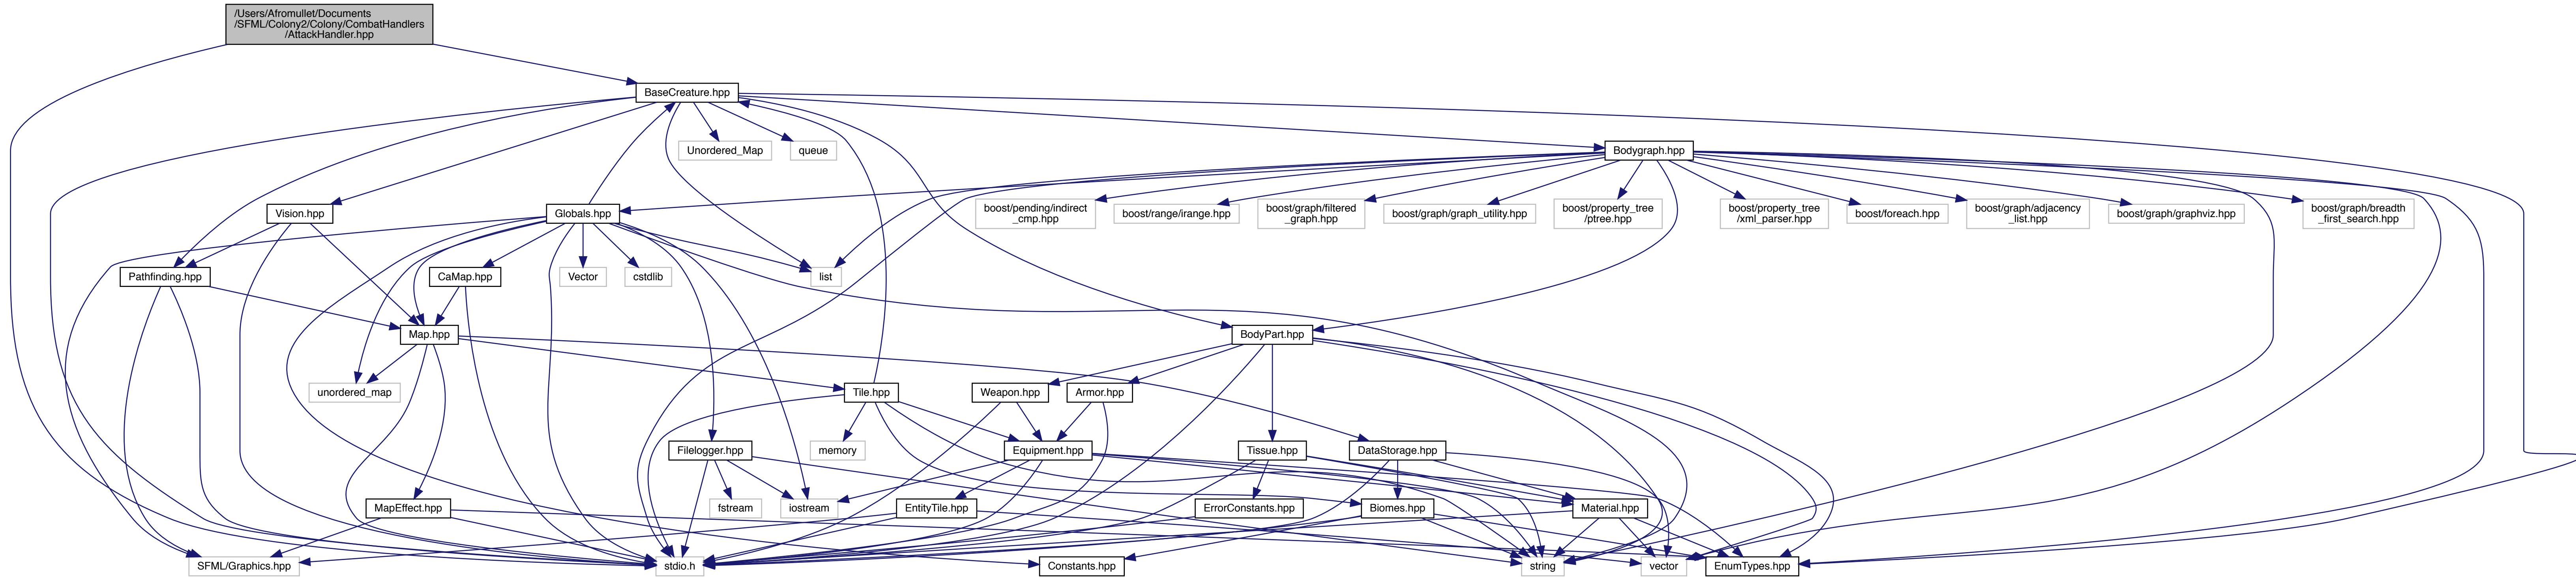 /Users/Afromullet/Documents
/SFML/Colony2/Colony/CombatHandlers
/AttackHandler.hpp
BaseCreature.hpp
Unordered_Map
queue
Bodygraph.hpp
Vision.hpp
Globals.hpp
boost/pending/indirect
_cmp.hpp
boost/range/irange.hpp
boost/graph/filtered
_graph.hpp
boost/graph/graph_utility.hpp
boost/property_tree
/ptree.hpp
boost/property_tree
/xml_parser.hpp
boost/foreach.hpp
boost/graph/adjacency
_list.hpp
boost/graph/graphviz.hpp
boost/graph/breadth
_first_search.hpp
Pathfinding.hpp
CaMap.hpp
Vector
cstdlib
list
Map.hpp
BodyPart.hpp
unordered_map
Tile.hpp
Weapon.hpp
Armor.hpp
Filelogger.hpp
memory
Equipment.hpp
Tissue.hpp
DataStorage.hpp
MapEffect.hpp
fstream
iostream
EntityTile.hpp
ErrorConstants.hpp
Biomes.hpp
Material.hpp
SFML/Graphics.hpp
stdio.h
Constants.hpp
string
vector
EnumTypes.hpp